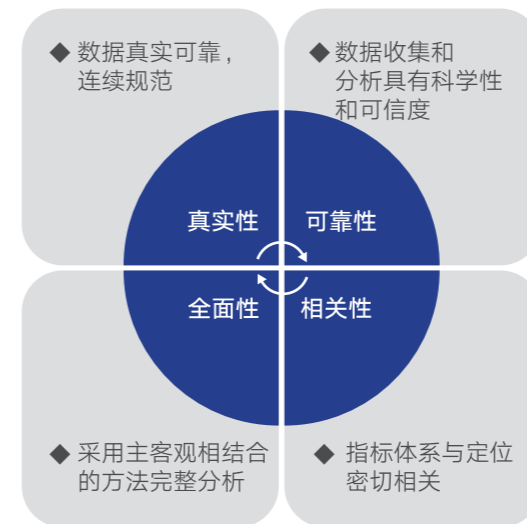 ◆ 数据真实可靠，
连续规范
◆ 数据收集和
分析具有科学性
和可信度
真实性
可靠性
全面性
相关性
◆ 采用主客观相结合
的方法完整分析
◆ 指标体系与定位
密切相关